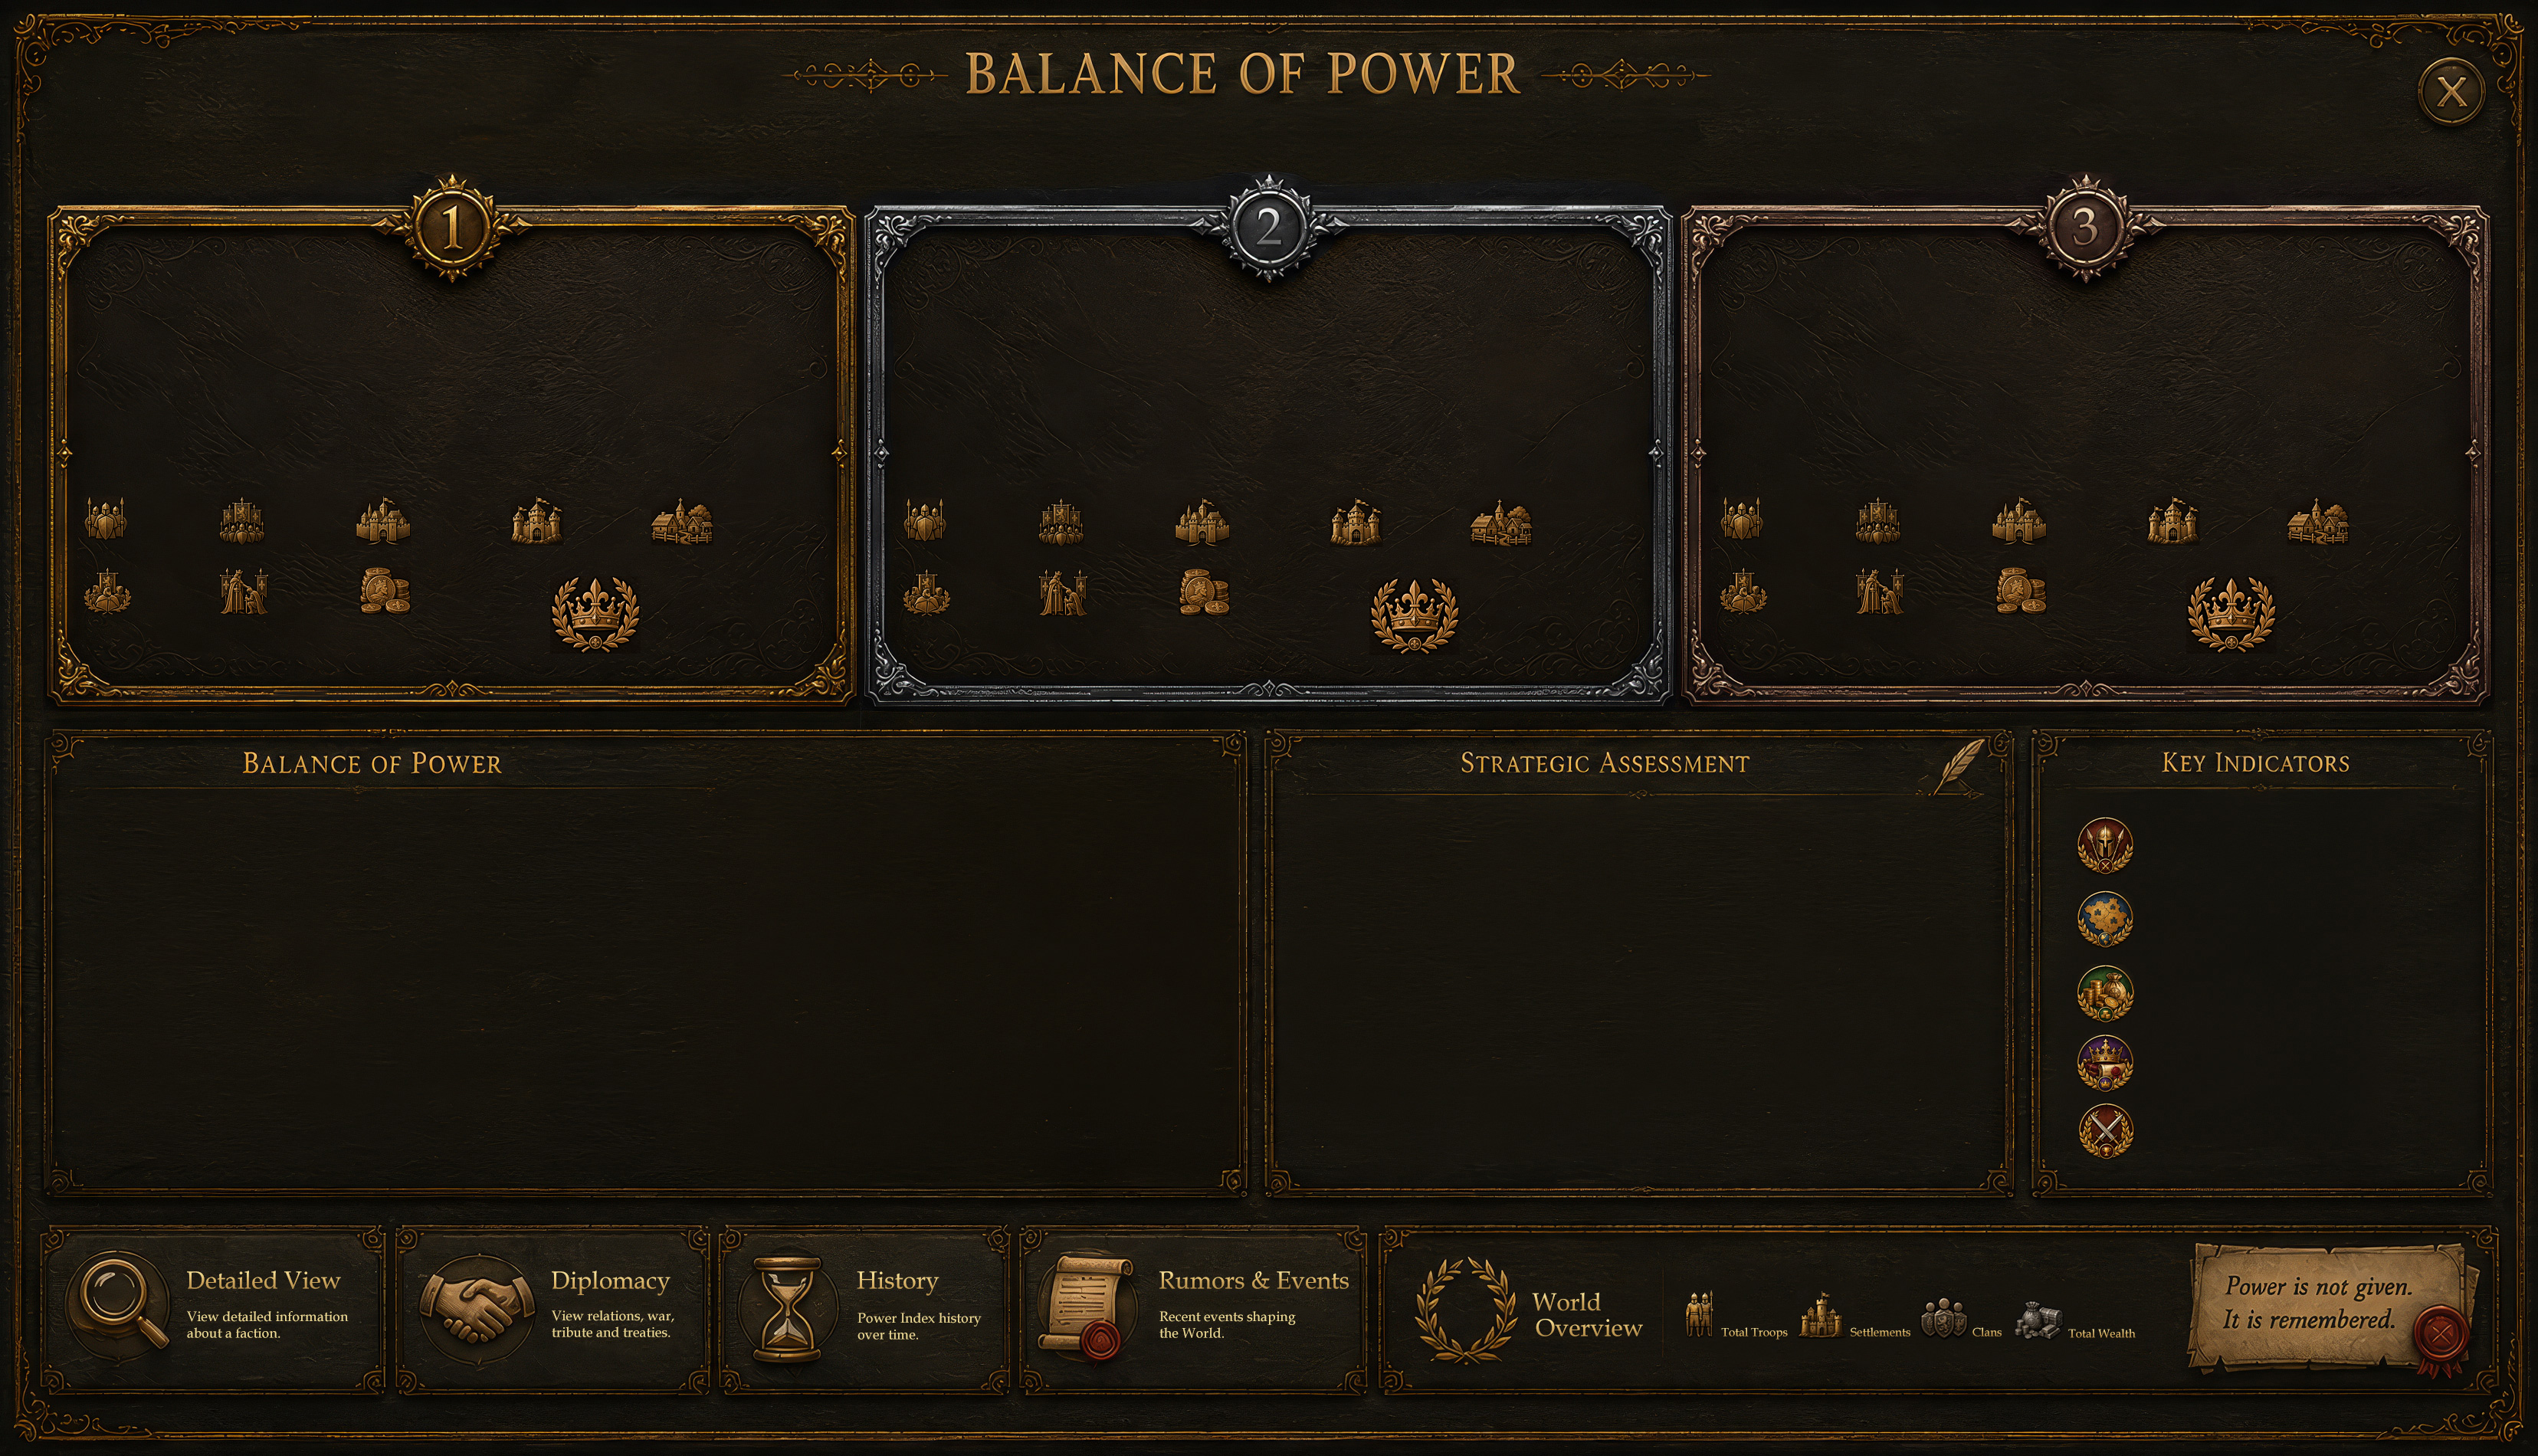 BALANCE OF POWER
X
1
2
3
BALANCE OF POWER
STRATEGIC ASSESSMENT
KEY INDICATORS
Detailed View
View detailed information
about a faction.
Diplomacy
View relations, war,
tribute and treaties.
History
Power Index history
over time.
Rumors & Events
Recent events shaping
the World.
World
Overview
Total Troops
Settlements
Clans
Total Wealth
Power is not given.
It is remembered.